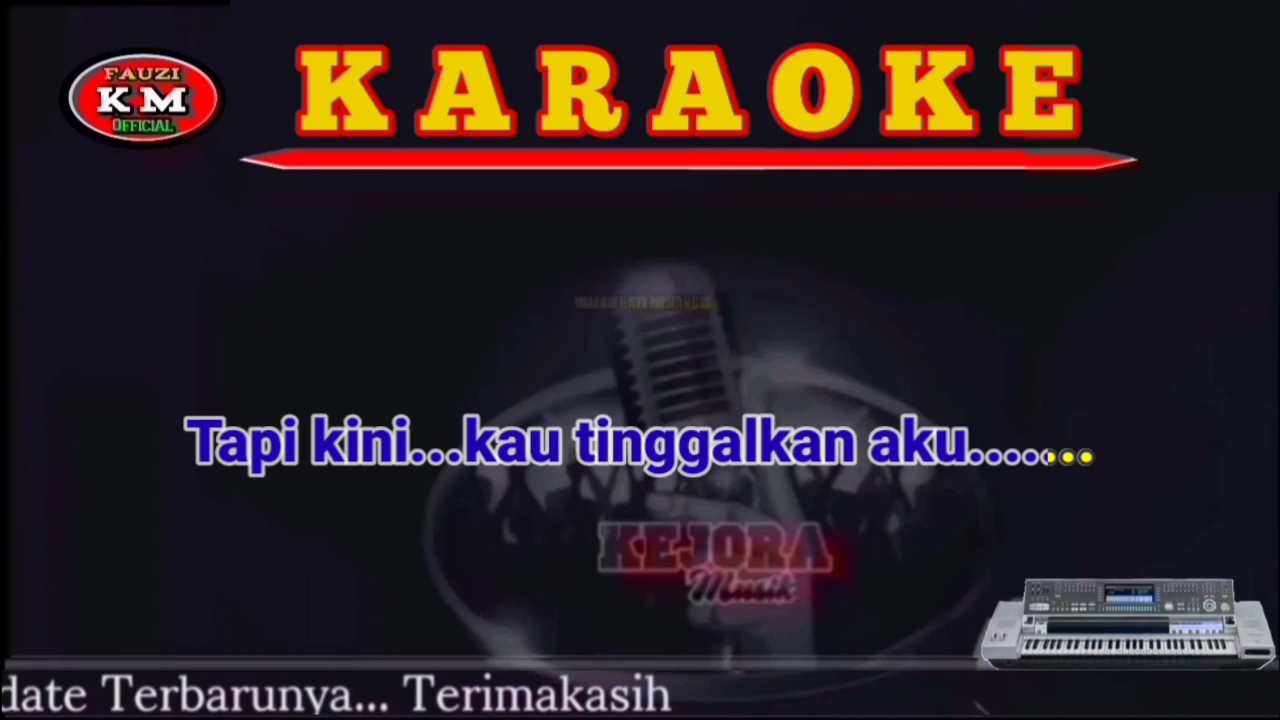 FAUZI
KM
OFFICIAL
KARAOKE
Tapi kini...kau tinggalkan aku.......
KEJORA
Musik
date Terbarunya... Terimakasih